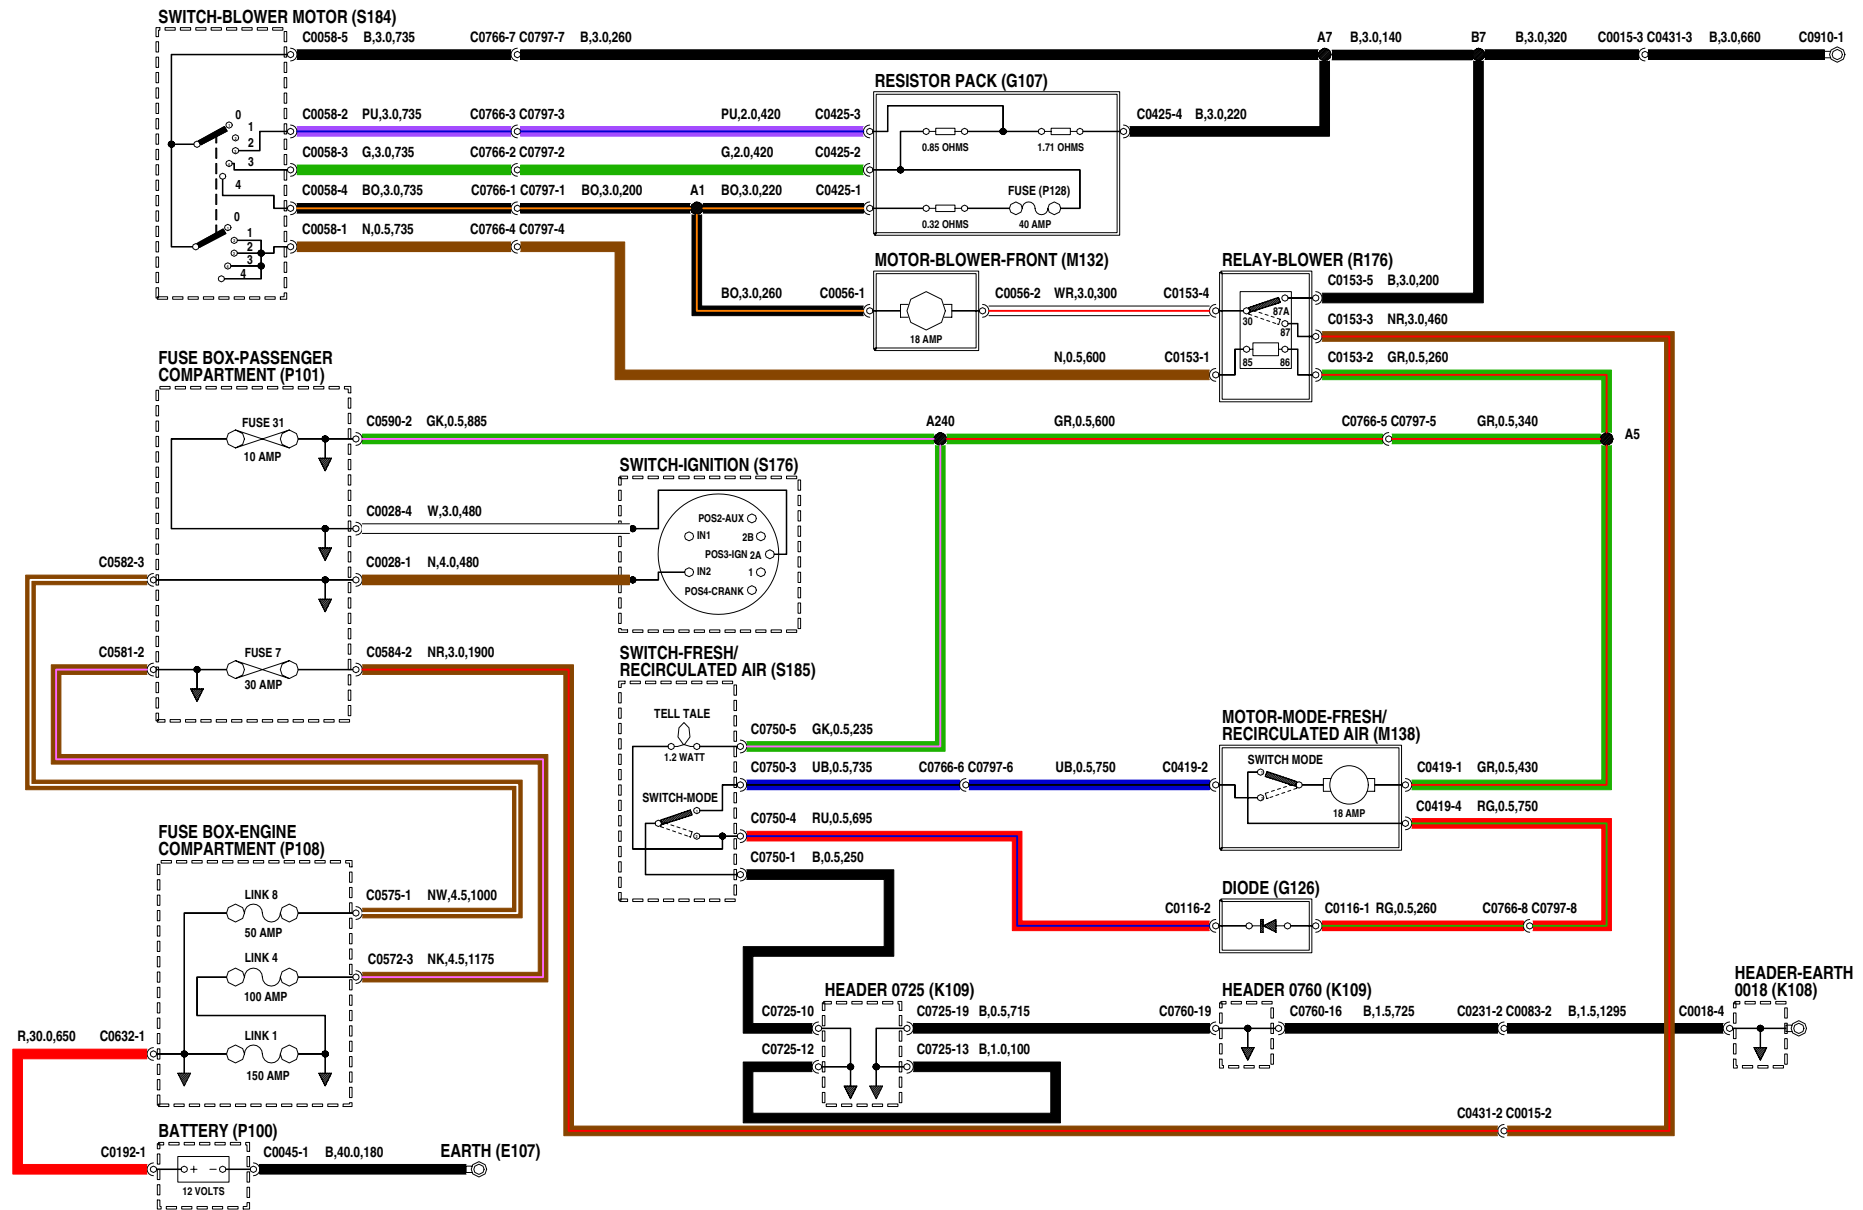 SWITCH-BLOWER MOTOR (S184)
C0058-5 B,3.0,735 C0766-7 C0797-7 B,3.0,260 A7 B,3.0,140 B7 B,3.0,320 C0015-3 C0431-3 B,3.0,660 C0910-1
RESISTOR PACK (G107)
0
1
2
3
4
C0058-2 PU,3.0,735 C0766-3 C0797-3 PU,2.0,420 C0425-3
C0425-4 B,3.0,220
0.85 OHMS 1.71 OHMS
C0058-3 G,3.0,735 C0766-2 C0797-2 G,2.0,420 C0425-2
C0058-4 BO,3.0,735 C0766-1 C0797-1 BO,3.0,200 A1 BO,3.0,220 C0425-1
FUSE (P128)
0.32 OHMS 40 AMP
0
1
2
3
4
C0058-1 N,0.5,735 C0766-4 C0797-4
MOTOR-BLOWER-FRONT (M132)
BO,3.0,260 C0056-1
18 AMP
C0056-2 WR,3.0,300 C0153-4
RELAY-BLOWER (R176)
C0153-5 B,3.0,200
30 87A
87
C0153-3 NR,3.0,460
85 86
C0153-2 GR,0.5,260
N,0.5,600 C0153-1
FUSE BOX-PASSENGER
COMPARTMENT (P101)
FUSE 31
10 AMP
C0590-2 GK,0.5,885 A240 GR,0.5,600 C0766-5 C0797-5 GR,0.5,340 A5
SWITCH-IGNITION (S176)
C0028-4 W,3.0,480
POS2-AUX
IN1 2B
POS3-IGN 2A
IN2 1
POS4-CRANK
C0582-3
C0028-1 N,4.0,480
C0581-2
FUSE 7
30 AMP
C0584-2 NR,3.0,1900
SWITCH-FRESH/
RECIRCULATED AIR (S185)
TELL TALE
1.2 WATT
C0750-5 GK,0.5,235
SWITCH-MODE
C0750-3 UB,0.5,735 C0766-6 C0797-6 UB,0.5,750 C0419-2
MOTOR-MODE-FRESH/
RECIRCULATED AIR (M138)
SWITCH MODE
18 AMP
C0419-1 GR,0.5,430
C0419-4 RG,0.5,750
C0750-4 RU,0.5,695
C0750-1 B,0.5,250
DIODE (G126)
C0116-2
C0116-1 RG,0.5,260 C0766-8 C0797-8
FUSE BOX-ENGINE
COMPARTMENT (P108)
LINK 8
50 AMP
C0575-1 NW,4.5,1000
LINK 4
100 AMP
C0572-3 NK,4.5,1175
LINK 1
150 AMP
R,30.0,650 C0632-1
HEADER 0725 (K109)
C0725-10 C0725-19 B,0.5,715 C0760-19
HEADER 0760 (K109)
C0760-16 B,1.5,725 C0231-2 C0083-2 B,1.5,1295 C0018-4
HEADER-EARTH
0018 (K108)
C0725-12 C0725-13 B,1.0,100
C0431-2 C0015-2
BATTERY (P100)
C0192-1
+ −
12 VOLTS
C0045-1 B,40.0,180
EARTH (E107)